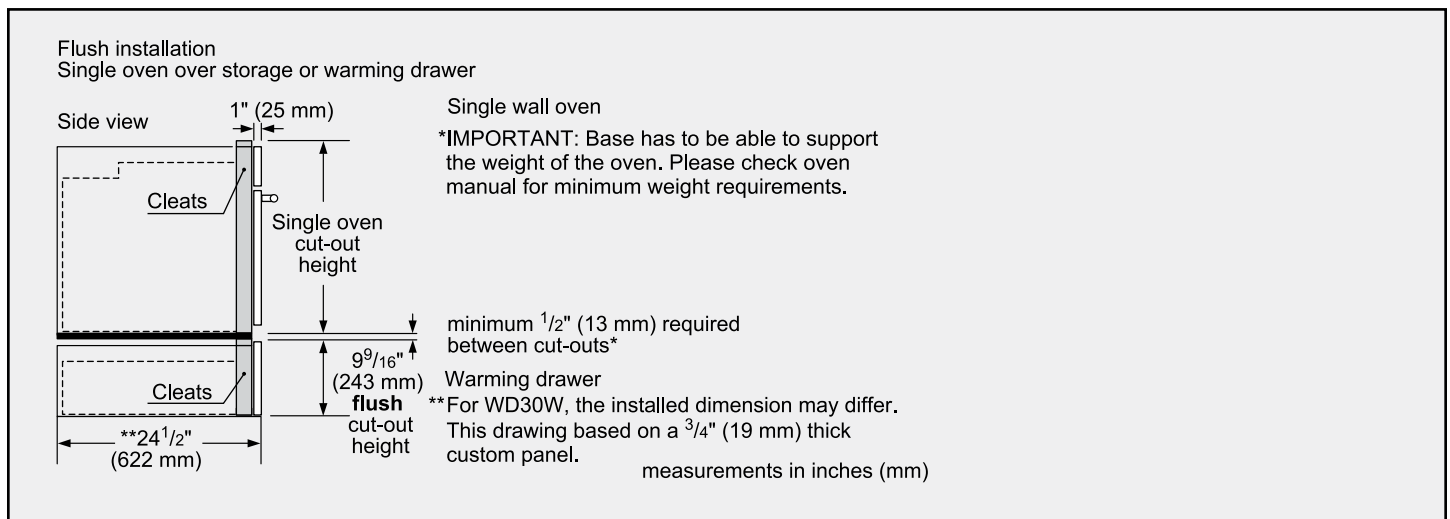 Flush installation
Single oven over storage or warming drawer
Side view
1" (25 mm)
Single wall oven
*IMPORTANT: Base has to be able to support
the weight of the oven. Please check oven
manual for minimum weight requirements.
Cleats
Single oven
cut-out
height
minimum 1/2" (13 mm) required
between cut-outs*
9 9/16"
(243 mm)
flush
cut-out
height
Cleats
Warming drawer
**For WD30W, the installed dimension may differ.
This drawing based on a 3/4" (19 mm) thick
custom panel.
**24 1/2"
(622 mm)
measurements in inches (mm)